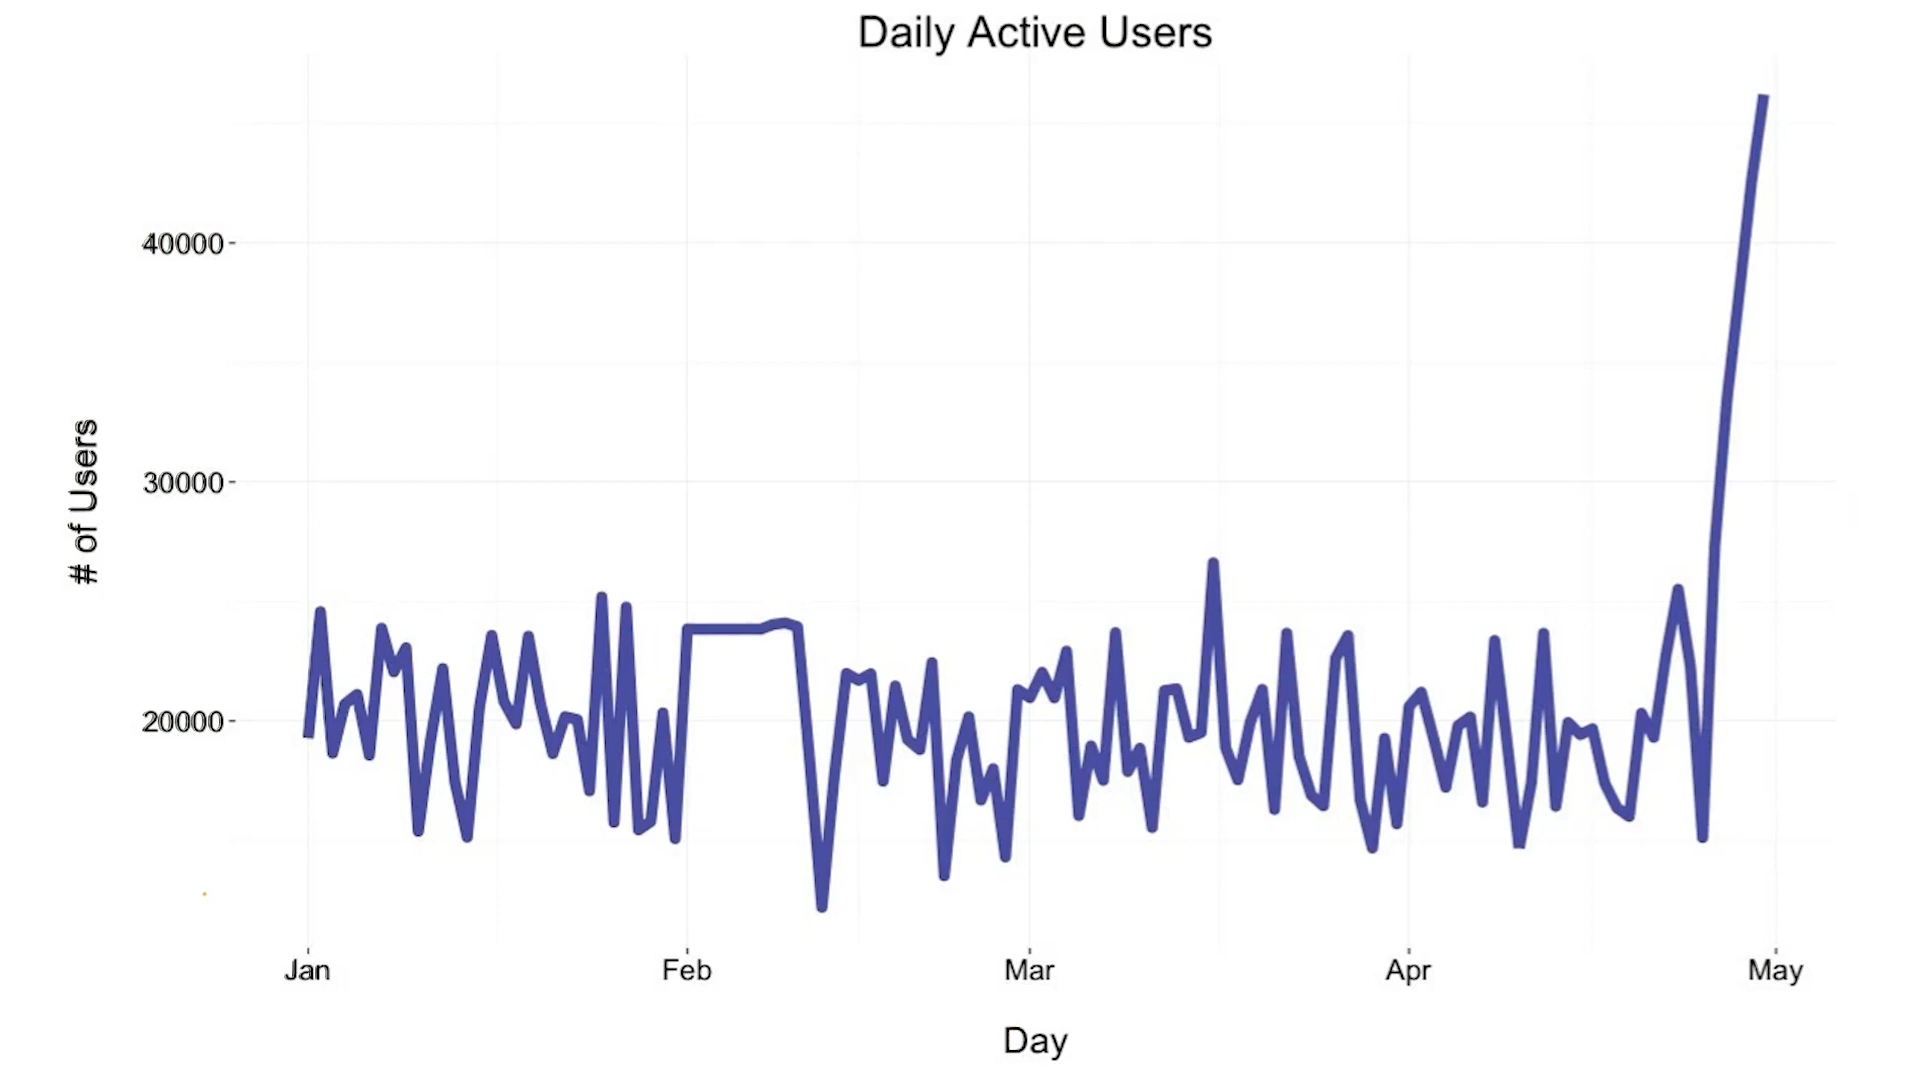 Daily Active Users
# of Users
40000
30000
20000
Jan Feb Mar Apr May
Day